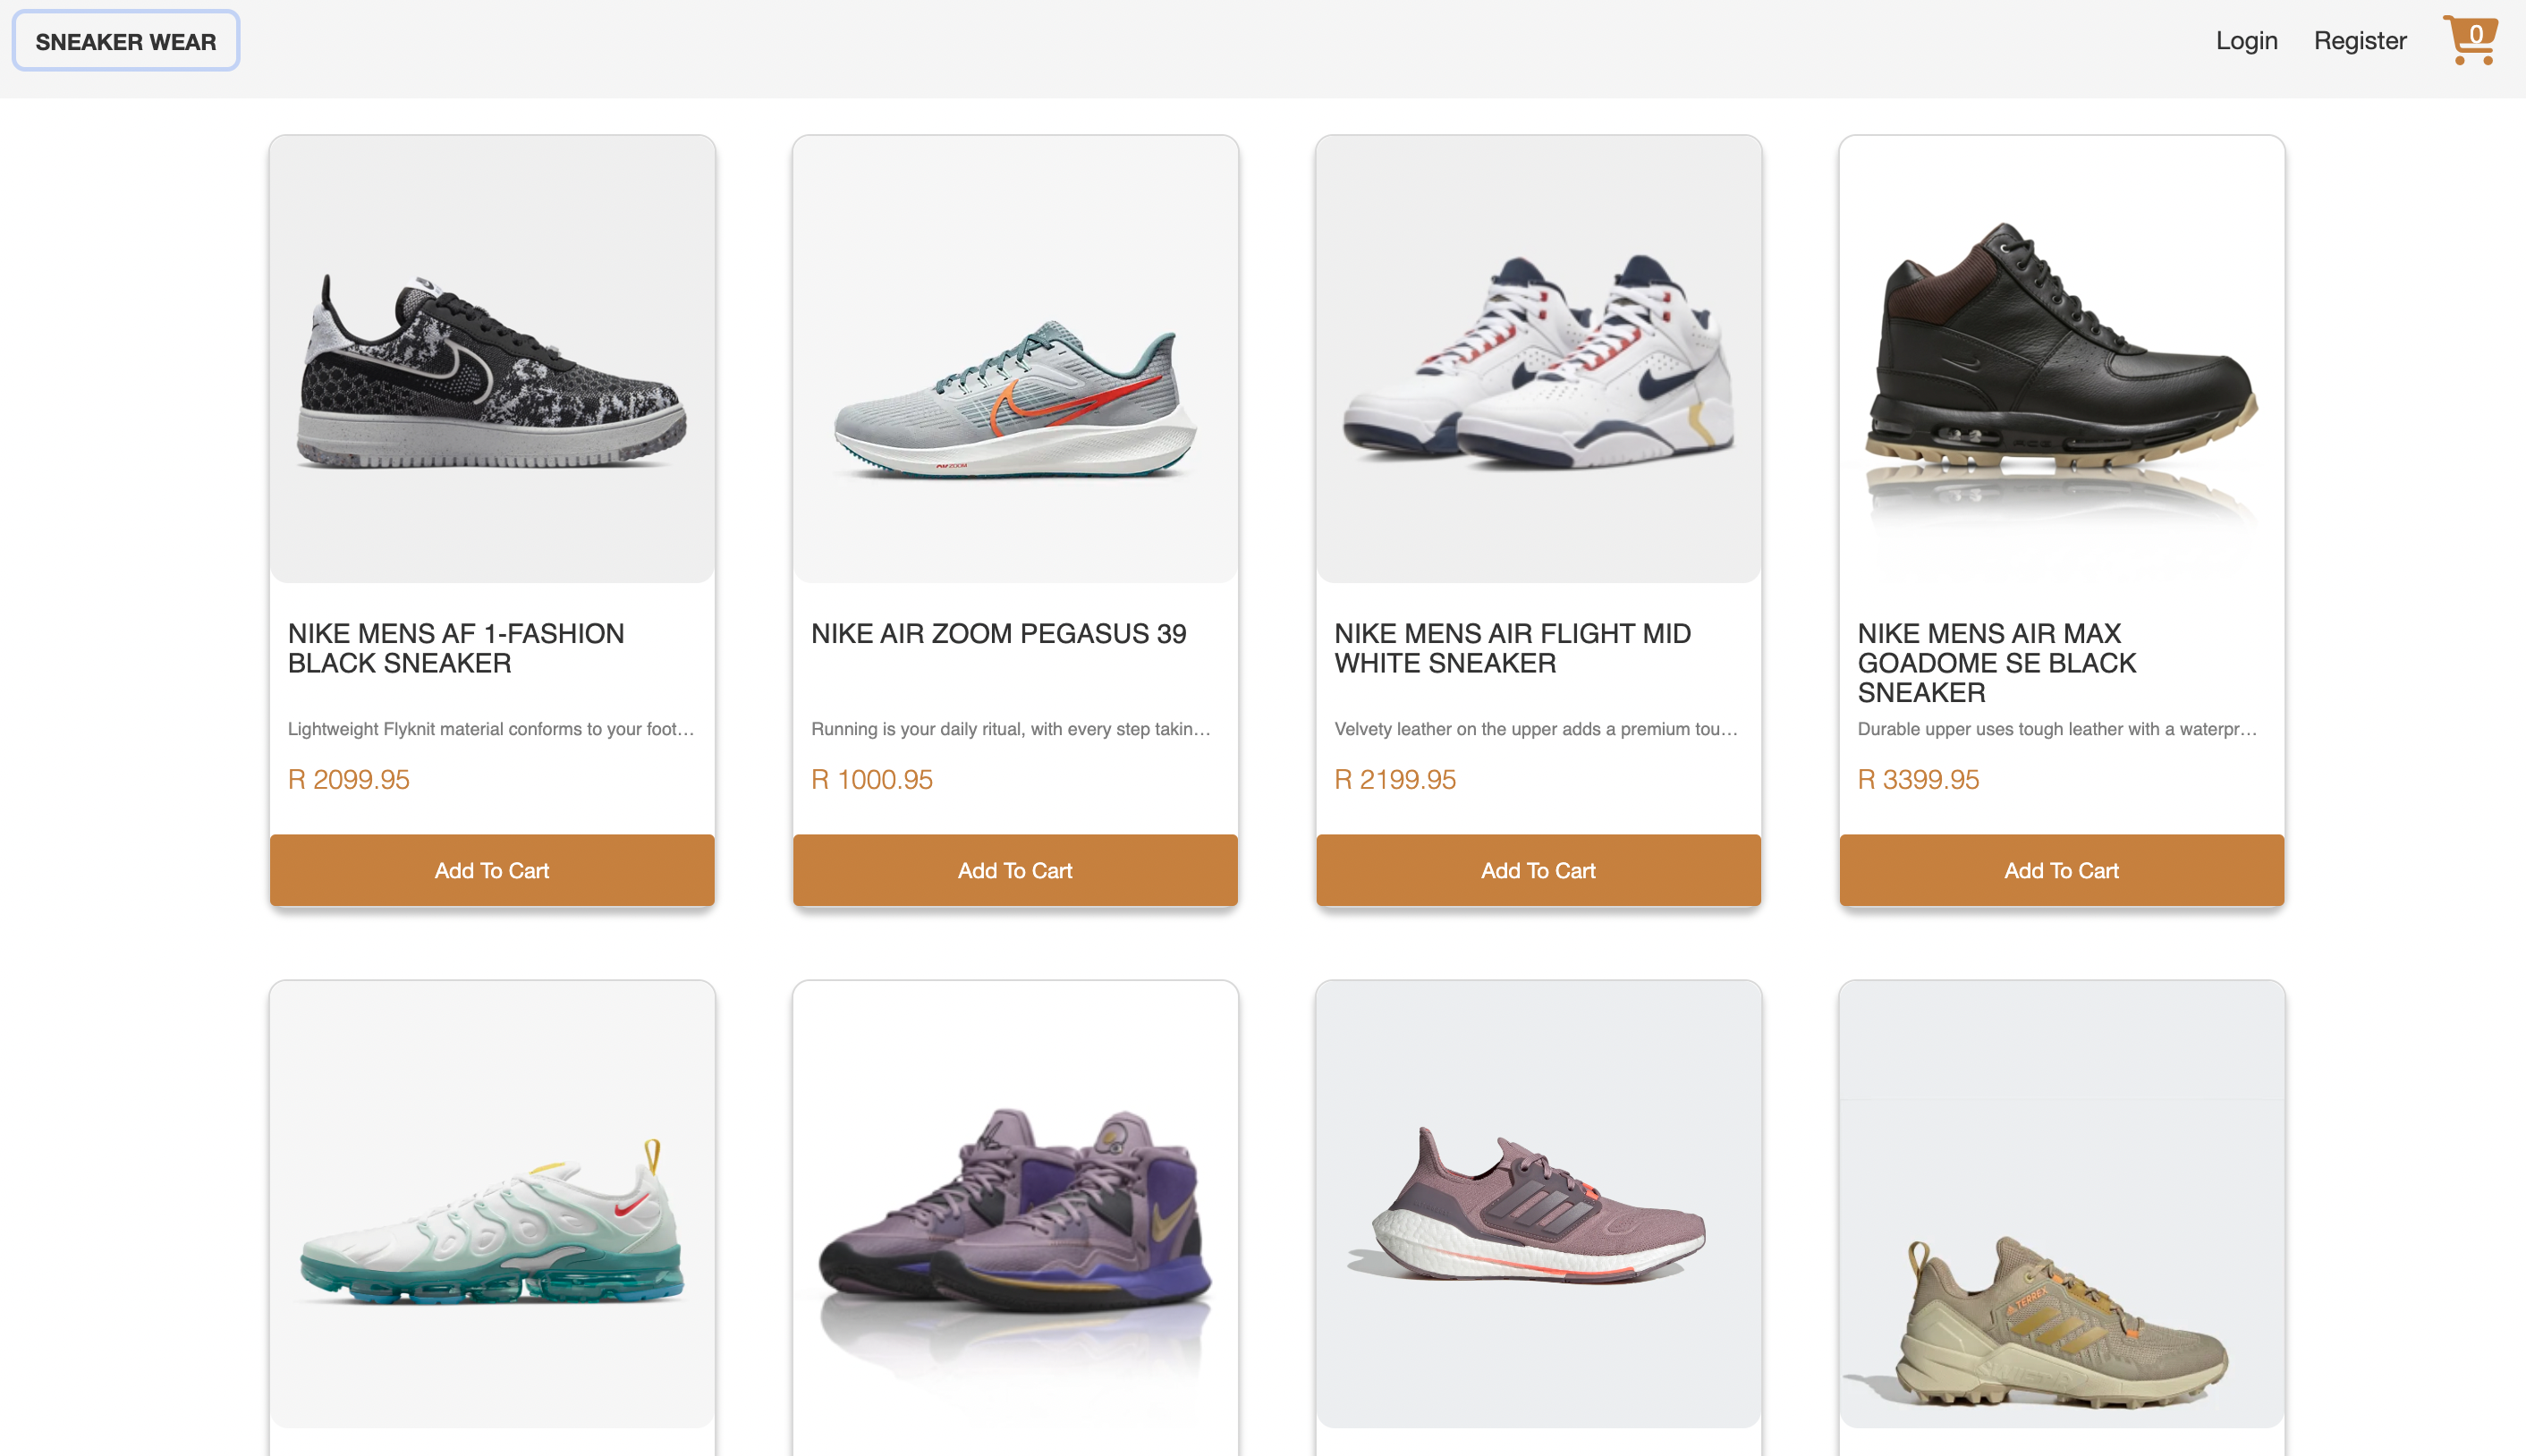 SNEAKER WEAR
Login
Register
0
NIKE MENS AF 1-FASHION
BLACK SNEAKER
Lightweight Flyknit material conforms to your foot…
R 2099.95
Add To Cart
AIR ZOOM
NIKE AIR ZOOM PEGASUS 39
Running is your daily ritual, with every step takin…
R 1000.95
Add To Cart
NIKE MENS AIR FLIGHT MID
WHITE SNEAKER
Velvety leather on the upper adds a premium tou…
R 2199.95
Add To Cart
NIKE MENS AIR MAX
GOADOME SE BLACK
SNEAKER
Durable upper uses tough leather with a waterpr…
R 3399.95
Add To Cart
TERREX